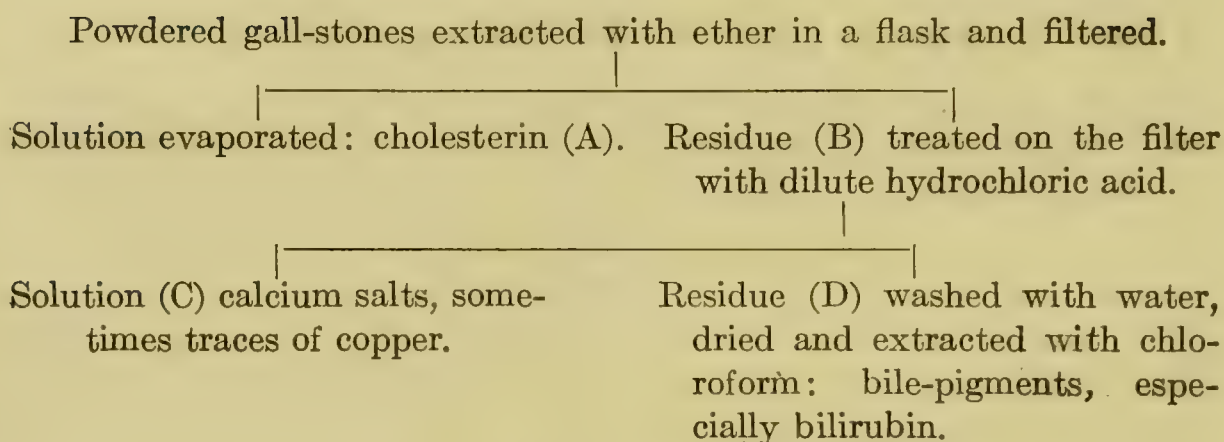 Powdered gall-stones extracted with ether in a flask and filtered.
Solution evaporated: cholesterin (A).
Residue (B) treated on the filter
with dilute hydrochloric acid.
Solution (C) calcium salts, some-
times traces of copper.
Residue (D) washed with water,
dried and extracted with chlo-
roform: bile-pigments, espe-
cially bilirubin.